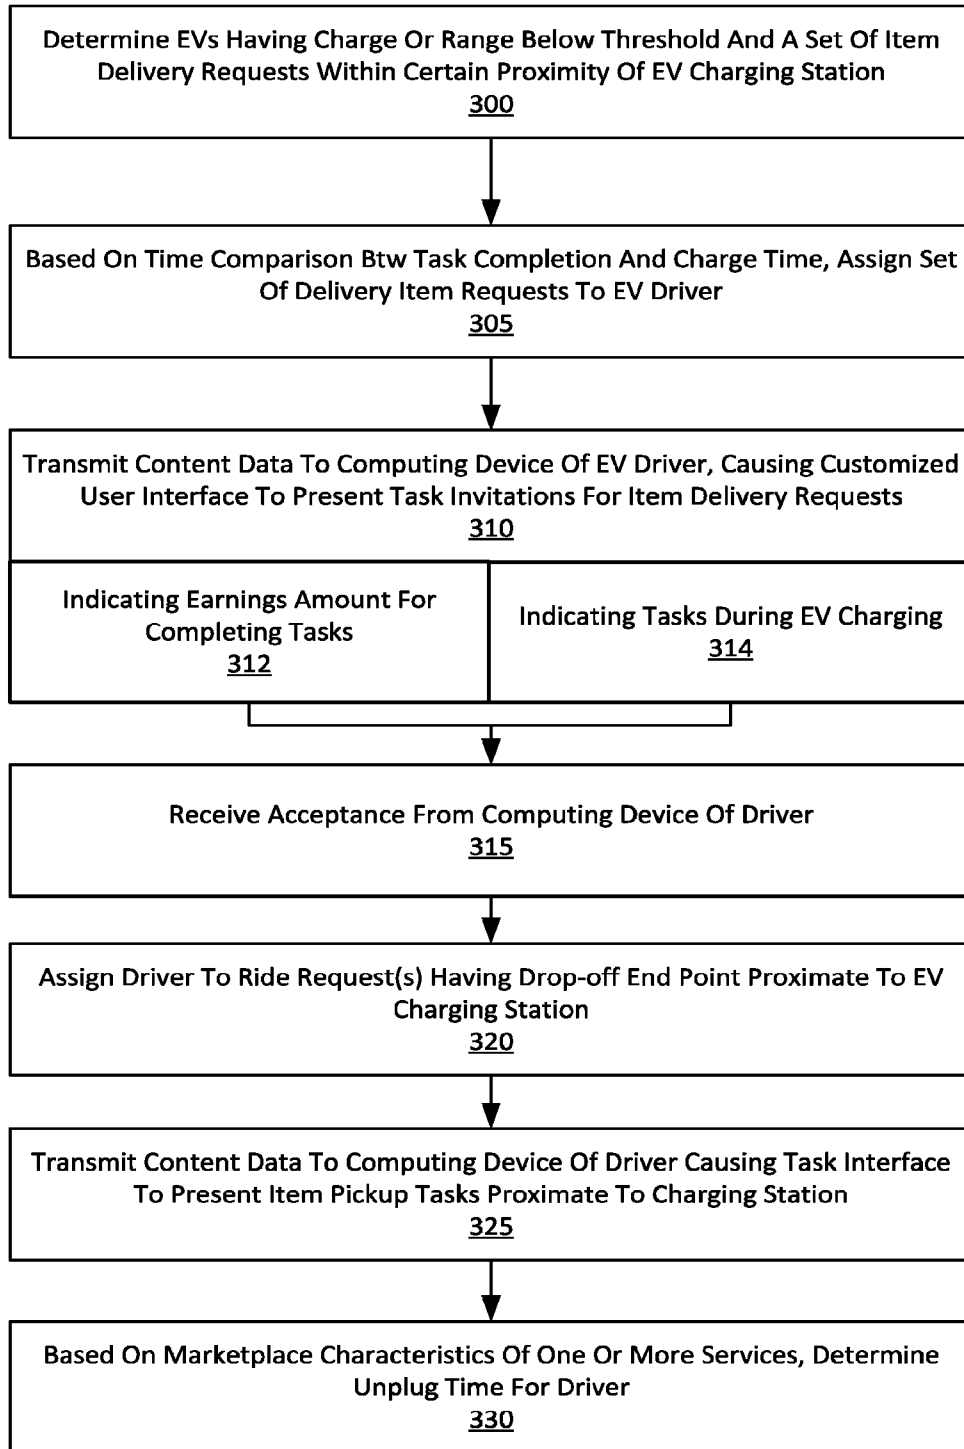 Determine EVs Having Charge Or Range Below Threshold And A Set Of Item
Delivery Requests Within Certain Proximity Of EV Charging Station
300
Based On Time Comparison Btw Task Completion And Charge Time, Assign Set
Of Delivery Item Requests To EV Driver
305
Transmit Content Data To Computing Device Of EV Driver, Causing Customized
User Interface To Present Task Invitations For Item Delivery Requests
310
Indicating Earnings Amount For
Completing Tasks
312
Indicating Tasks During EV Charging
314
Receive Acceptance From Computing Device Of Driver
315
Assign Driver To Ride Request(s) Having Drop-off End Point Proximate To EV
Charging Station
320
Transmit Content Data To Computing Device Of Driver Causing Task Interface
To Present Item Pickup Tasks Proximate To Charging Station
325
Based On Marketplace Characteristics Of One Or More Services, Determine
Unplug Time For Driver
330